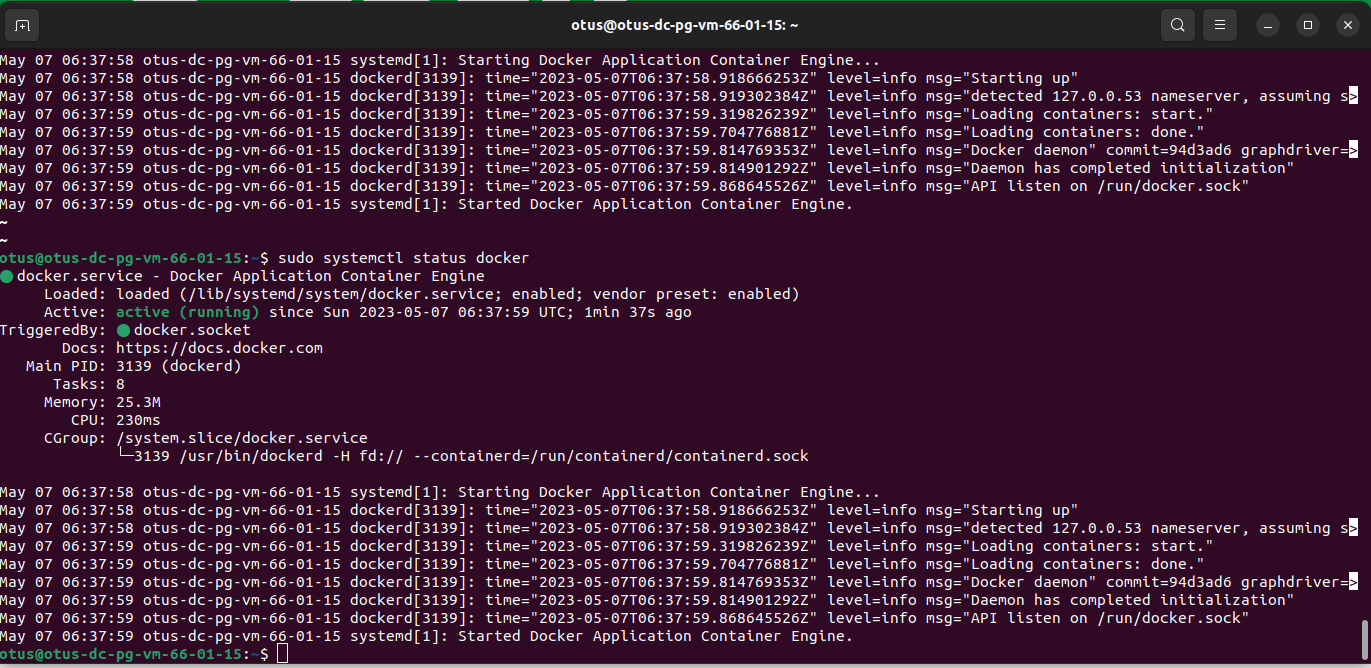 otus@otus-dc-pg-vm-66-01-15: ~
May 07 06:37:58 otus-dc-pg-vm-66-01-15 systemd[1]: Starting Docker Application Container Engine...
May 07 06:37:58 otus-dc-pg-vm-66-01-15 dockerd[3139]: time="2023-05-07T06:37:58.918666253Z" level=info msg="Starting up"
May 07 06:37:58 otus-dc-pg-vm-66-01-15 dockerd[3139]: time="2023-05-07T06:37:58.919302384Z" level=info msg="detected 127.0.0.53 nameserver, assuming s>
May 07 06:37:59 otus-dc-pg-vm-66-01-15 dockerd[3139]: time="2023-05-07T06:37:59.319826239Z" level=info msg="Loading containers: start."
May 07 06:37:59 otus-dc-pg-vm-66-01-15 dockerd[3139]: time="2023-05-07T06:37:59.704776881Z" level=info msg="Loading containers: done."
May 07 06:37:59 otus-dc-pg-vm-66-01-15 dockerd[3139]: time="2023-05-07T06:37:59.814769353Z" level=info msg="Docker daemon" commit=94d3ad6 graphdriver=>
May 07 06:37:59 otus-dc-pg-vm-66-01-15 dockerd[3139]: time="2023-05-07T06:37:59.814901292Z" level=info msg="Daemon has completed initialization"
May 07 06:37:59 otus-dc-pg-vm-66-01-15 dockerd[3139]: time="2023-05-07T06:37:59.868645526Z" level=info msg="API listen on /run/docker.sock"
May 07 06:37:59 otus-dc-pg-vm-66-01-15 systemd[1]: Started Docker Application Container Engine.
~
~
otus@otus-dc-pg-vm-66-01-15:~$ sudo systemctl status docker
● docker.service - Docker Application Container Engine
Loaded: loaded (/lib/systemd/system/docker.service; enabled; vendor preset: enabled)
Active: active (running) since Sun 2023-05-07 06:37:59 UTC; 1min 37s ago
TriggeredBy: ● docker.socket
Docs: https://docs.docker.com
Main PID: 3139 (dockerd)
Tasks: 8
Memory: 25.3M
CPU: 230ms
CGroup: /system.slice/docker.service
└─3139 /usr/bin/dockerd -H fd:// --containerd=/run/containerd/containerd.sock
May 07 06:37:58 otus-dc-pg-vm-66-01-15 systemd[1]: Starting Docker Application Container Engine...
May 07 06:37:58 otus-dc-pg-vm-66-01-15 dockerd[3139]: time="2023-05-07T06:37:58.918666253Z" level=info msg="Starting up"
May 07 06:37:58 otus-dc-pg-vm-66-01-15 dockerd[3139]: time="2023-05-07T06:37:58.919302384Z" level=info msg="detected 127.0.0.53 nameserver, assuming s>
May 07 06:37:59 otus-dc-pg-vm-66-01-15 dockerd[3139]: time="2023-05-07T06:37:59.319826239Z" level=info msg="Loading containers: start."
May 07 06:37:59 otus-dc-pg-vm-66-01-15 dockerd[3139]: time="2023-05-07T06:37:59.704776881Z" level=info msg="Loading containers: done."
May 07 06:37:59 otus-dc-pg-vm-66-01-15 dockerd[3139]: time="2023-05-07T06:37:59.814769353Z" level=info msg="Docker daemon" commit=94d3ad6 graphdriver=>
May 07 06:37:59 otus-dc-pg-vm-66-01-15 dockerd[3139]: time="2023-05-07T06:37:59.814901292Z" level=info msg="Daemon has completed initialization"
May 07 06:37:59 otus-dc-pg-vm-66-01-15 dockerd[3139]: time="2023-05-07T06:37:59.868645526Z" level=info msg="API listen on /run/docker.sock"
May 07 06:37:59 otus-dc-pg-vm-66-01-15 systemd[1]: Started Docker Application Container Engine.
otus@otus-dc-pg-vm-66-01-15:~$